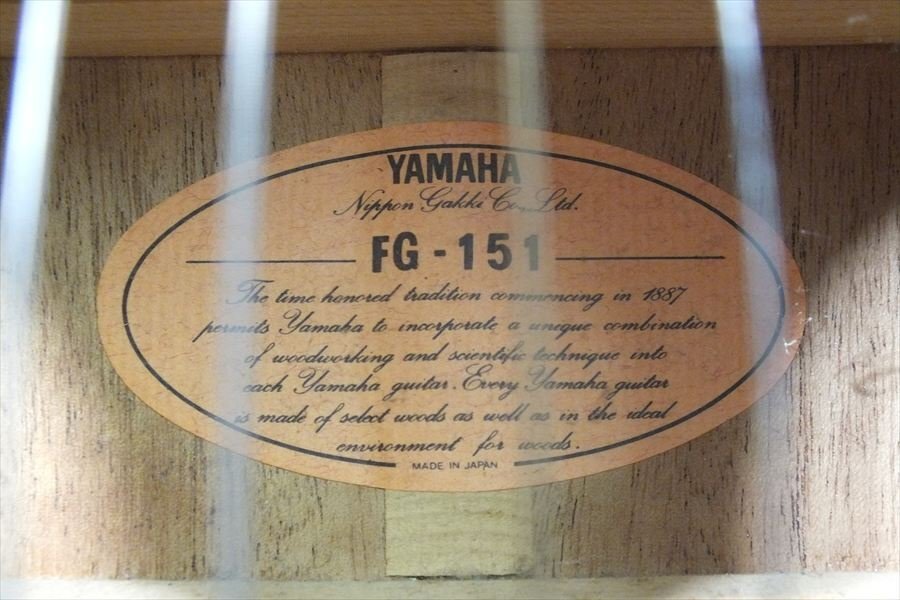 YAMAHA
Nippon Gakki Co., Ltd.
FG-151
The time honored tradition commencing in 1887
permits Yamaha to incorporate a unique combination
of woodworking and scientific technique into
each Yamaha guitar. Every Yamaha guitar
is made of select woods as well as in the ideal
environment for woods.
MADE IN JAPAN